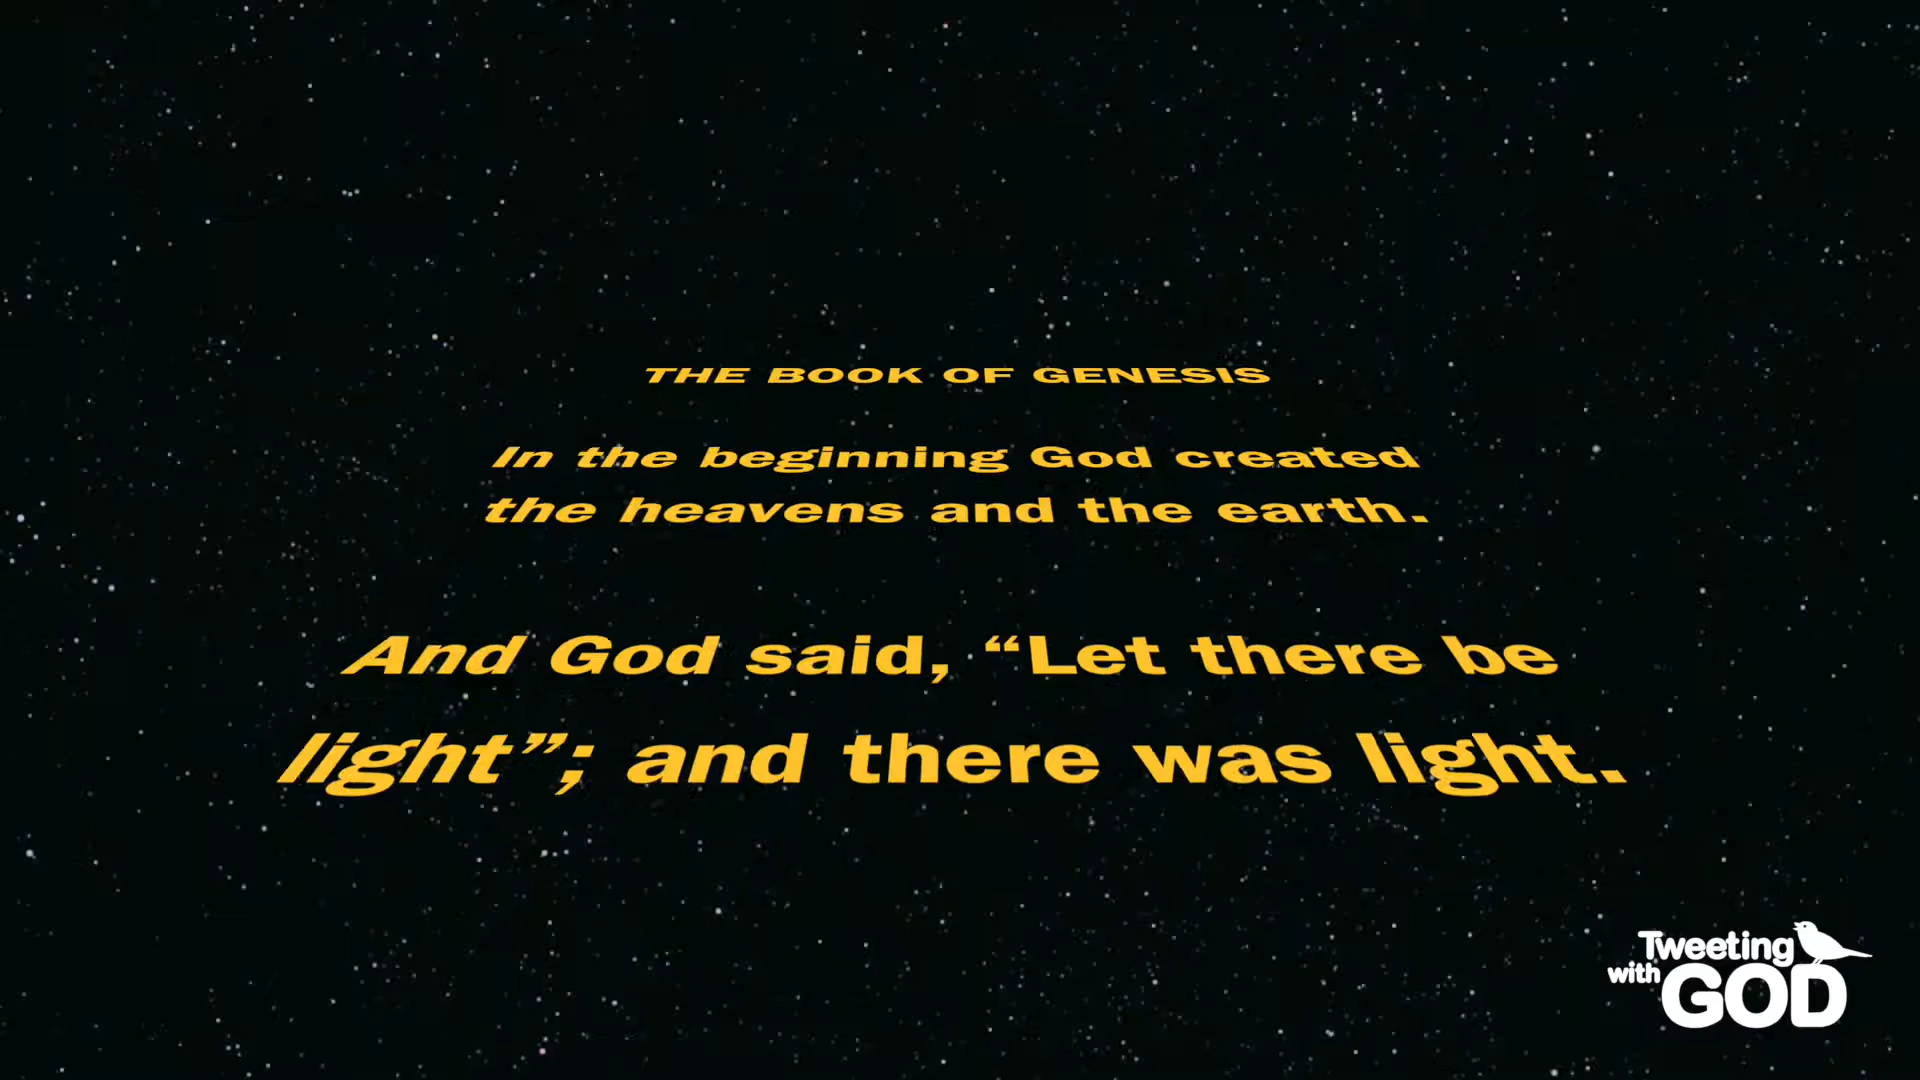 THE BOOK OF GENESIS
In the beginning God created
the heavens and the earth.
And God said, “Let there be
light”; and there was light.
Tweeting
with GOD